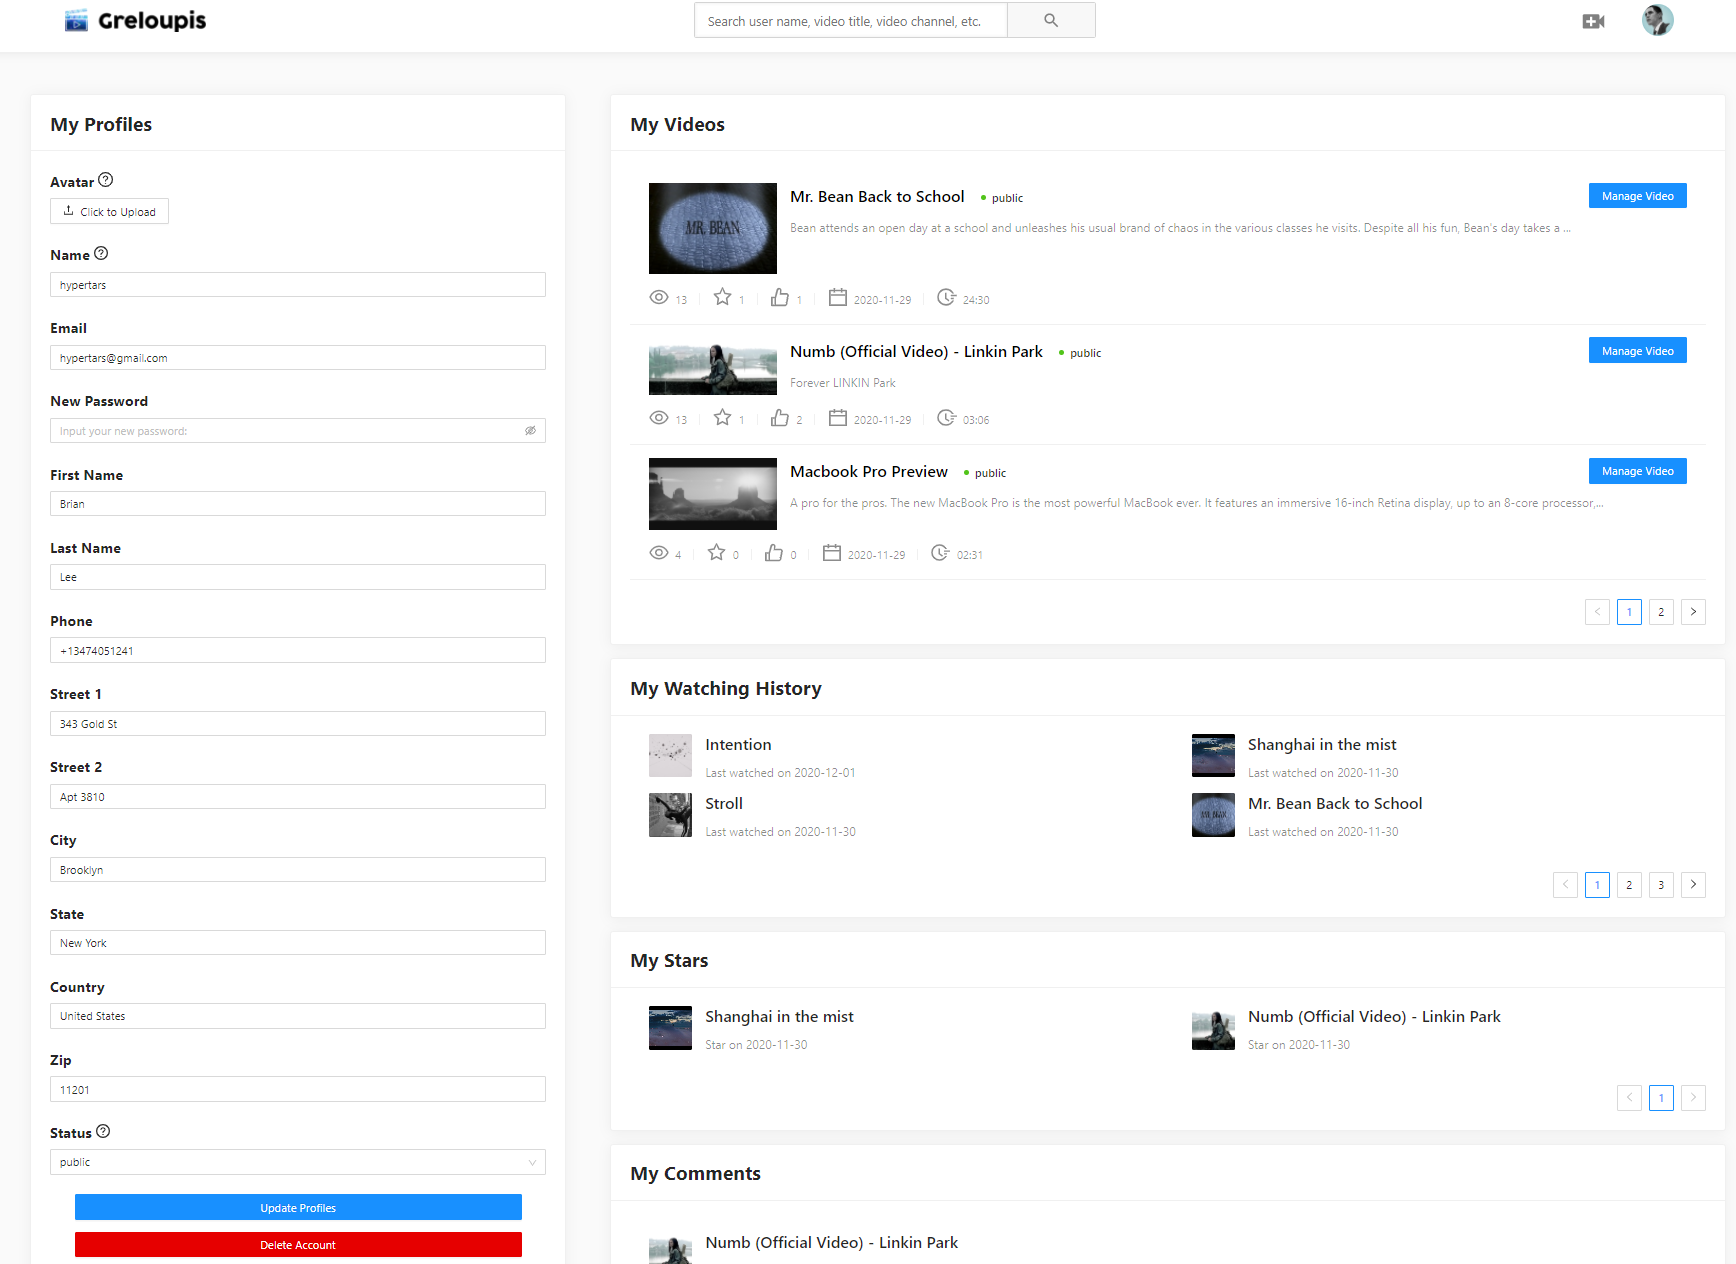 Greloupis
Search user name, video title, video channel, etc.
My Profiles
Avatar
Click to Upload
Name
hypertars
Email
hypertars@gmail.com
New Password
Input your new password:
First Name
Brian
Last Name
Lee
Phone
+13474051241
Street 1
343 Gold St
Street 2
Apt 3810
City
Brooklyn
State
New York
Country
United States
Zip
11201
Status
public
Update Profiles
Delete Account
My Videos
MR. BEAN
Mr. Bean Back to School public
Manage Video
Bean attends an open day at a school and unleashes his usual brand of chaos in the various classes he visits. Despite all his fun, Bean's day takes a ...
13 1 1 2020-11-29 24:30
Numb (Official Video) - Linkin Park public
Manage Video
Forever LINKIN Park
13 1 2 2020-11-29 03:06
Macbook Pro Preview public
Manage Video
A pro for the pros. The new MacBook Pro is the most powerful MacBook ever. It features an immersive 16-inch Retina display, up to an 8-core processor,...
4 0 0 2020-11-29 02:31
< 1 2 >
My Watching History
Intention
Last watched on 2020-12-01
Shanghai in the mist
Last watched on 2020-11-30
Stroll
Last watched on 2020-11-30
MR. BEAN
Mr. Bean Back to School
Last watched on 2020-11-30
< 1 2 3 >
My Stars
Shanghai in the mist
Star on 2020-11-30
Numb (Official Video) - Linkin Park
Star on 2020-11-30
< 1 >
My Comments
Numb (Official Video) - Linkin Park